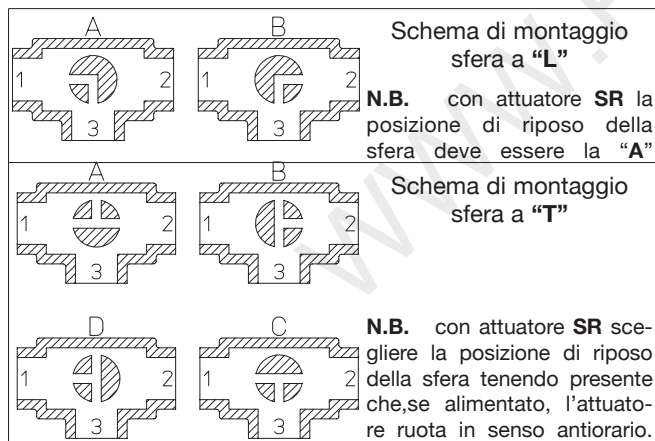 A B
1 2 1 2
3 3
Schema di montaggio
sfera a “L”
N.B. con attuatore SR la
posizione di riposo della
sfera deve essere la “A”
A B
1 2 1 2
3 3
Schema di montaggio
sfera a “T”
D C
1 2 1 2
3 3
N.B. con attuatore SR sce-
gliere la posizione di riposo
della sfera tenendo presente
che,se alimentato, l’attuato-
re ruota in senso antiorario.